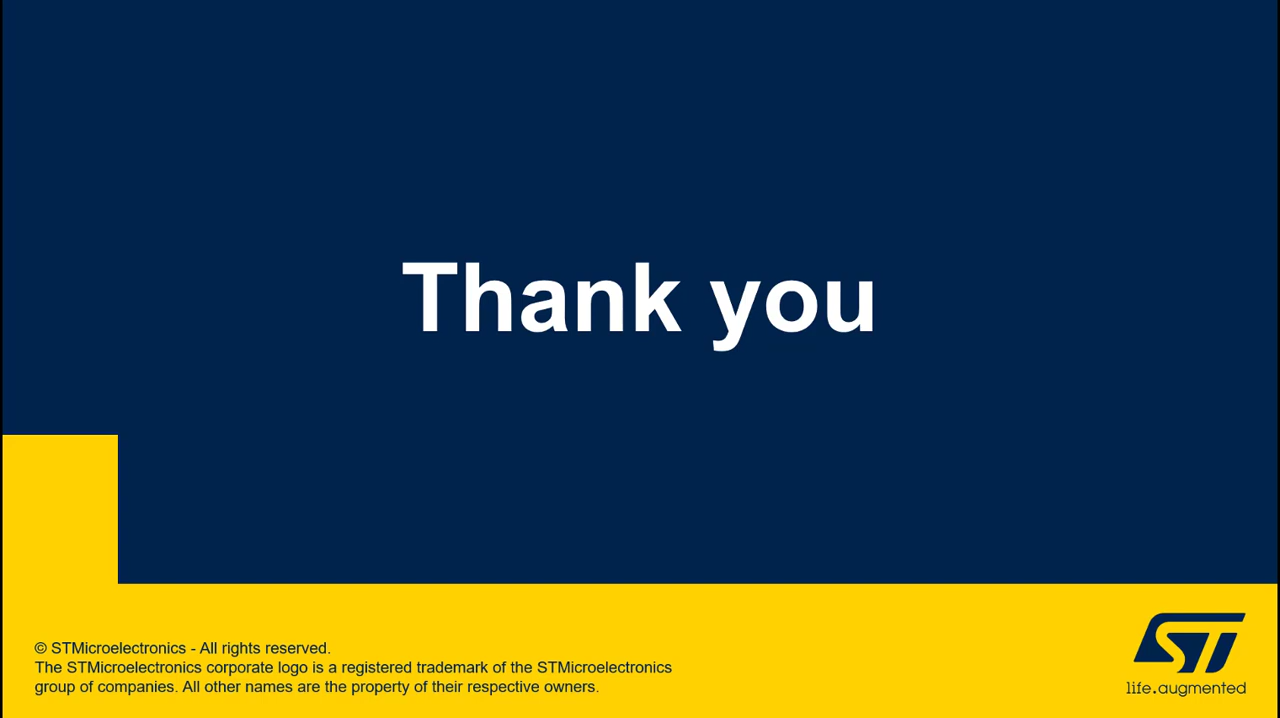 Thank you
© STMicroelectronics - All rights reserved.
The STMicroelectronics corporate logo is a registered trademark of the STMicroelectronics
group of companies. All other names are the property of their respective owners.
ST
life.augmented